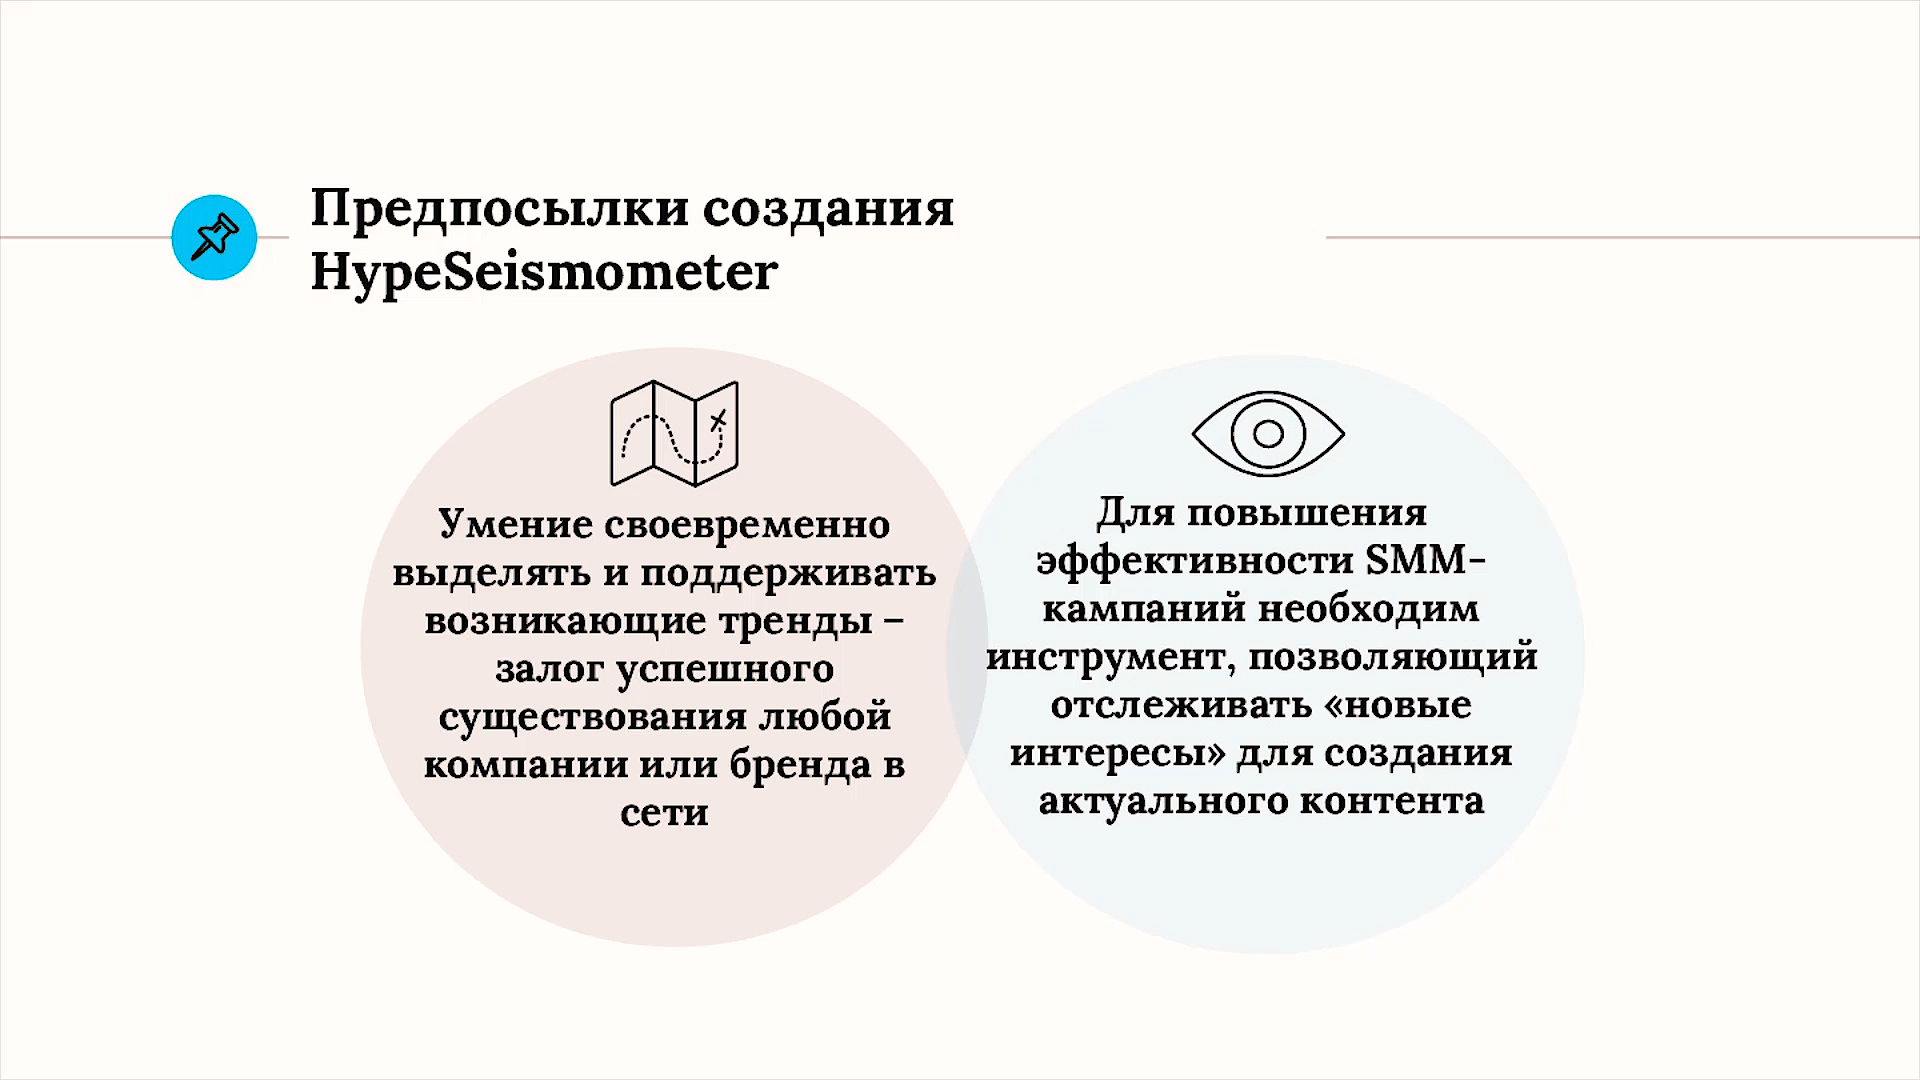 Предпосылки создания
HypeSeismometer
Умение своевременно
выделять и поддерживать
возникающие тренды –
залог успешного
существования любой
компании или бренда в
сети
Для повышения
эффективности SMM-
кампаний необходим
инструмент, позволяющий
отслеживать «новые
интересы» для создания
актуального контента